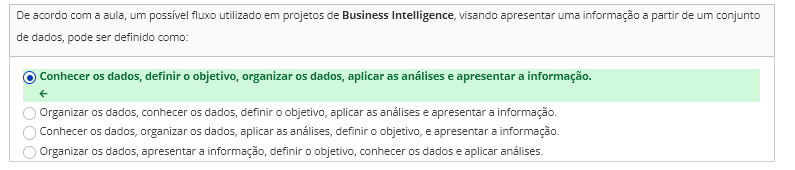 De acordo com a aula, um possível fluxo utilizado em projetos de Business Intelligence, visando apresentar uma informação a partir de um conjunto
de dados, pode ser definido como:
Conhecer os dados, definir o objetivo, organizar os dados, aplicar as análises e apresentar a informação.
←
Organizar os dados, conhecer os dados, definir o objetivo, aplicar as análises e apresentar a informação.
Conhecer os dados, organizar os dados, aplicar as análises, definir o objetivo, e apresentar a informação.
Organizar os dados, apresentar a informação, definir o objetivo, conhecer os dados e aplicar análises.